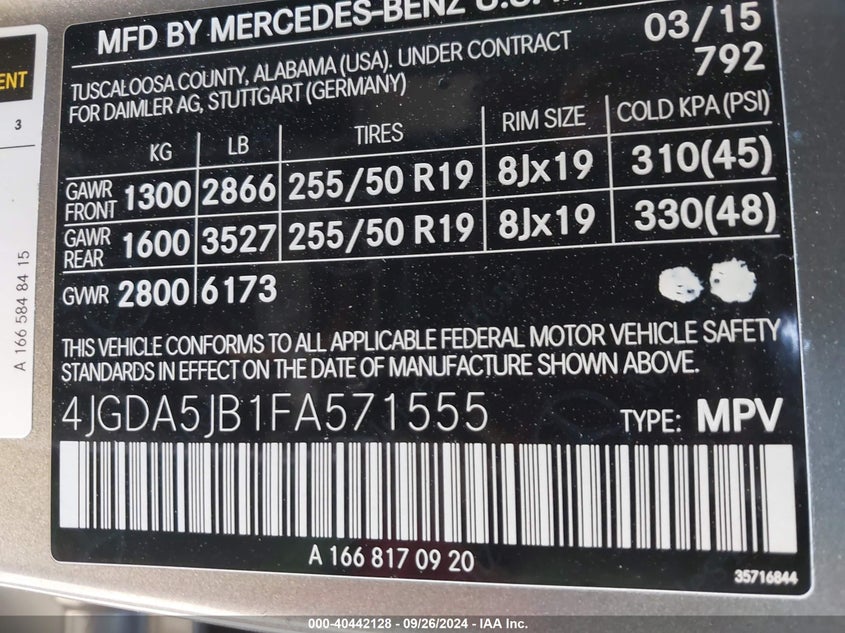 MFD BY MERCEDES-BENZ U.S.
03/15
792
TUSCALOOSA COUNTY, ALABAMA (USA). UNDER CONTRACT
FOR DAIMLER AG, STUTTGART (GERMANY)
KG LB TIRES RIM SIZE COLD KPA (PSI)
GAWR FRONT 1300 2866 255/50 R19 8Jx19 310(45)
GAWR REAR 1600 3527 255/50 R19 8Jx19 330(48)
GVWR 2800 6173
THIS VEHICLE CONFORMS TO ALL APPLICABLE FEDERAL MOTOR VEHICLE SAFETY
STANDARDS IN EFFECT ON THE DATE OF MANUFACTURE SHOWN ABOVE.
4JGDA5JB1FA571555 TYPE: MPV
A 166 817 09 20
35716844
ENT
3
A 166 584 84 15
000-40442128 - 09/26/2024 - IAA Inc.